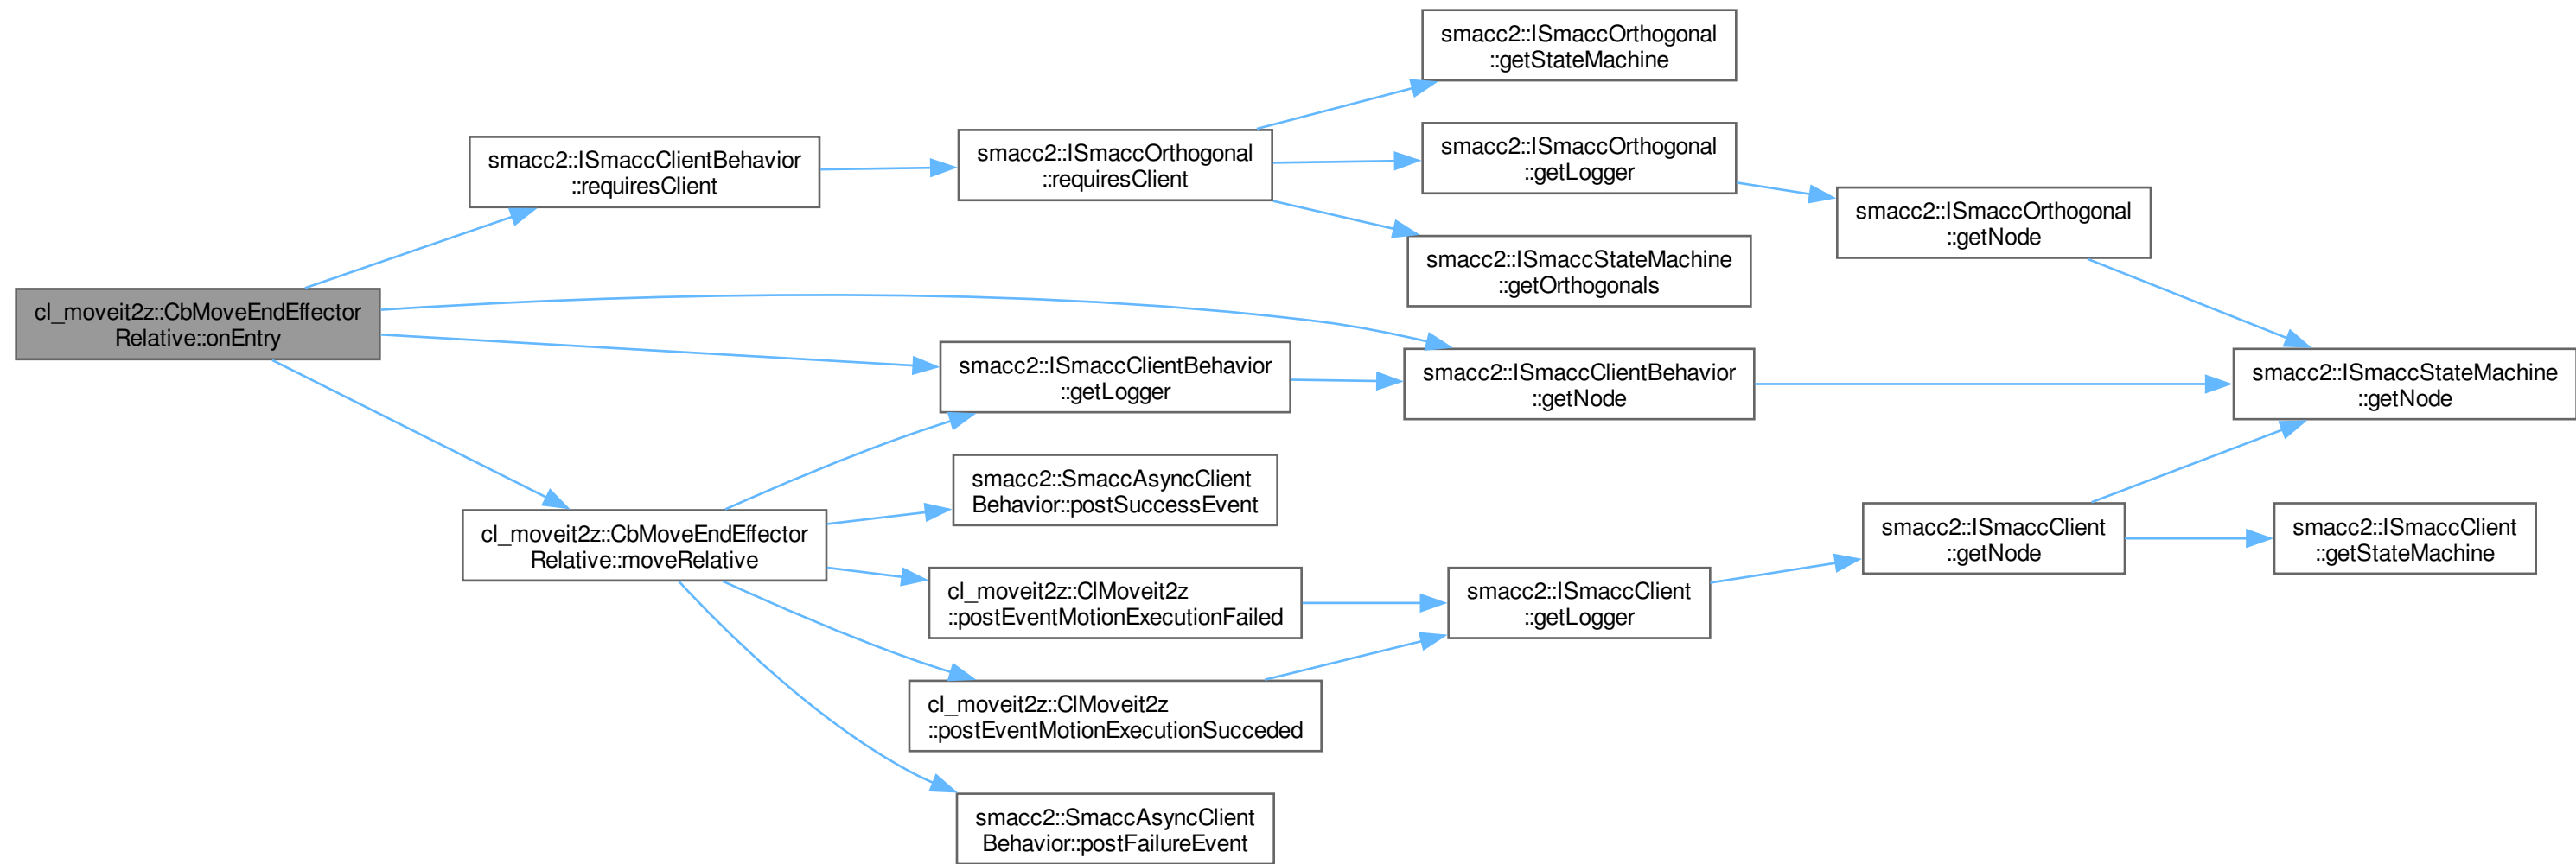 cl_moveit2z::CbMoveEndEffector
Relative::onEntry
smacc2::ISmaccClientBehavior
::requiresClient
smacc2::ISmaccOrthogonal
::requiresClient
smacc2::ISmaccOrthogonal
::getStateMachine
smacc2::ISmaccOrthogonal
::getLogger
smacc2::ISmaccOrthogonal
::getNode
smacc2::ISmaccStateMachine
::getOrthogonals
smacc2::ISmaccClientBehavior
::getLogger
smacc2::ISmaccClientBehavior
::getNode
smacc2::ISmaccStateMachine
::getNode
cl_moveit2z::CbMoveEndEffector
Relative::moveRelative
smacc2::SmaccAsyncClient
Behavior::postSuccessEvent
cl_moveit2z::ClMoveit2z
::postEventMotionExecutionFailed
smacc2::ISmaccClient
::getLogger
smacc2::ISmaccClient
::getNode
smacc2::ISmaccClient
::getStateMachine
cl_moveit2z::ClMoveit2z
::postEventMotionExecutionSucceded
smacc2::SmaccAsyncClient
Behavior::postFailureEvent